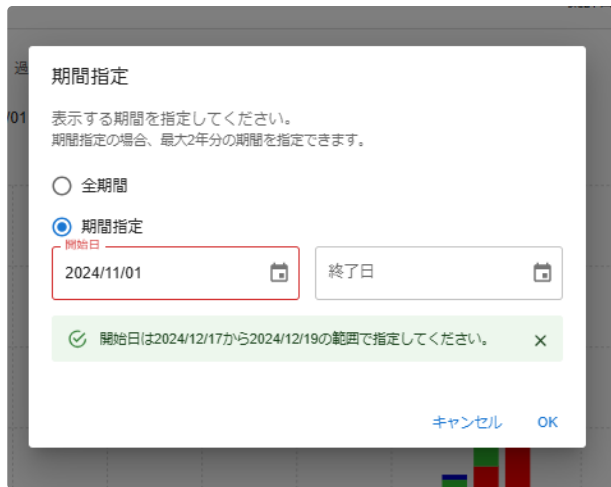 過
/01
期間指定
表示する期間を指定してください。
期間指定の場合、最大2年分の期間を指定できます。
全期間
期間指定
開始日
2024/11/01
終了日
開始日は2024/12/17から2024/12/19の範囲で指定してください。
キャンセル OK